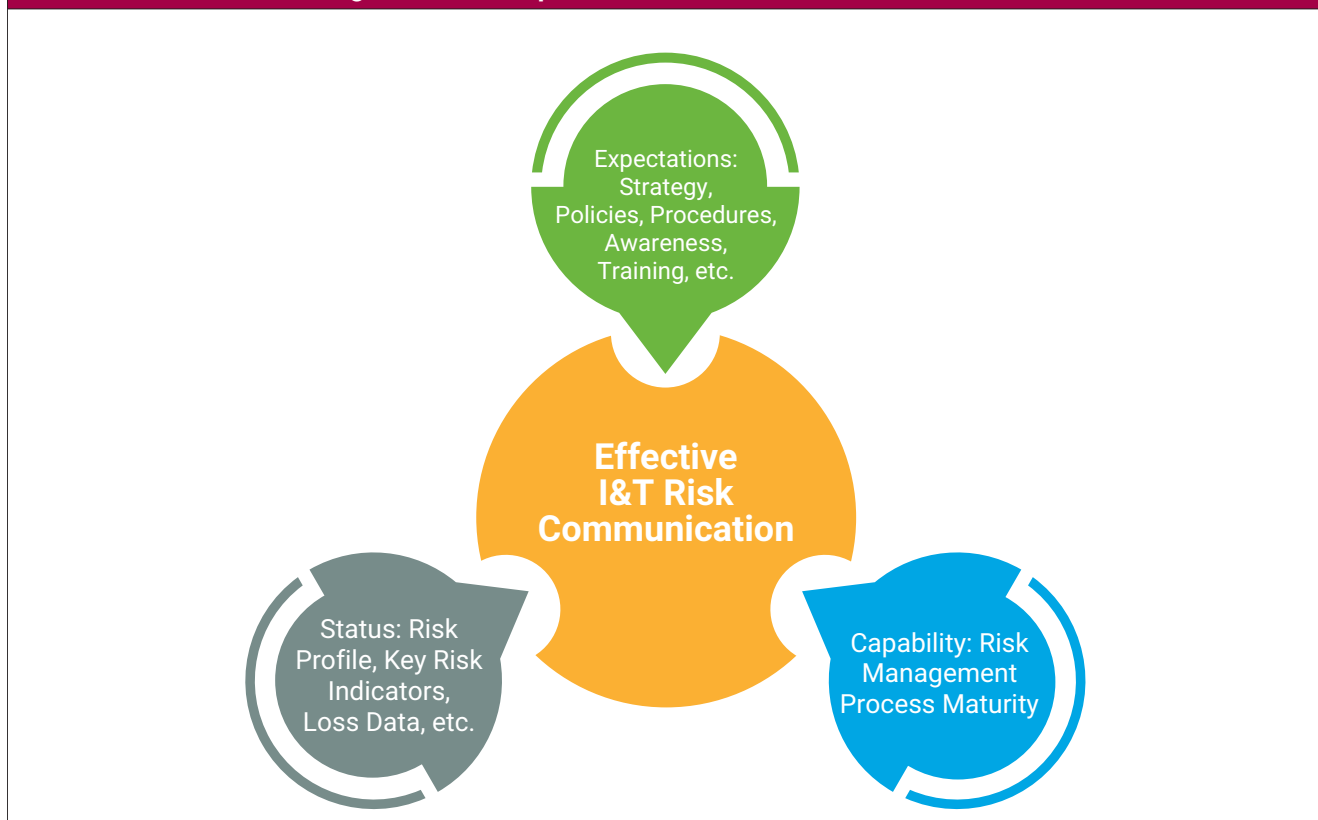 Expectations:
Strategy,
Policies, Procedures,
Awareness,
Training, etc.
Effective
I&T Risk
Communication
Status: Risk
Profile, Key Risk
Indicators,
Loss Data, etc.
Capability: Risk
Management
Process Maturity